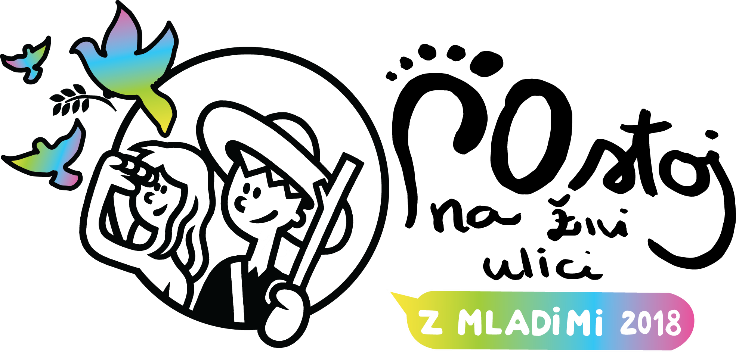 POstoj
na živi
ulici
Z MLADiMi 2018